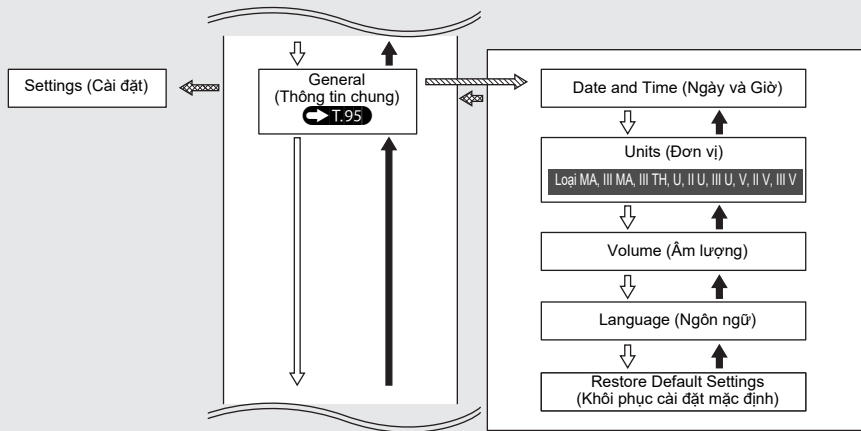 Settings (Cài đặt)
General
(Thông tin chung)
T.95
Date and Time (Ngày và Giờ)
Units (Đơn vị)
Loại MA, III MA, III TH, U, II U, III U, V, II V, III V
Volume (Âm lượng)
Language (Ngôn ngữ)
Restore Default Settings
(Khôi phục cài đặt mặc định)